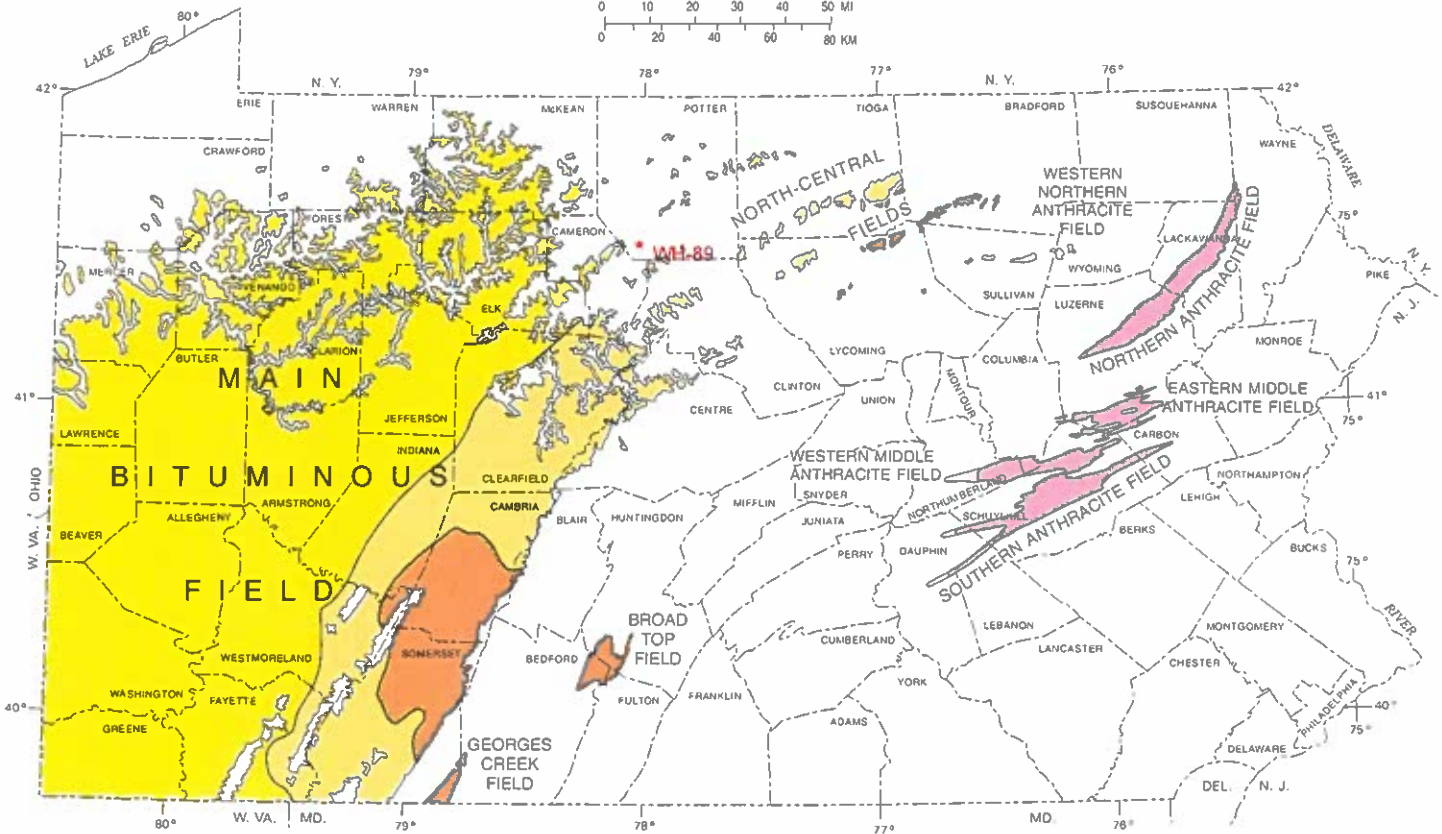 0 10 20 30 40 50 MI
0 20 40 60 80 KM
LAKE ERIE
80°
79°
78°
77°
76°
42°
N. Y.
N. Y.
42°
ERIE
WARREN
McKEAN
POTTER
TIOGA
BRADFORD
SUSQUEHANNA
WAYNE
DELAWARE
CRAWFORD
NORTH-CENTRAL
FIELDS
WESTERN
NORTHERN
ANTHRACITE
FIELD
75°
FOREST
CAMERON
WH-89
LACKAWANNA
MERCER
VENANGO
ELK
WYOMING
PIKE
N. Y.
N. J.
SULLIVAN
LUZERNE
NORTHERN ANTHRACITE FIELD
BUTLER
CLARION
LYCOMING
COLUMBIA
MONROE
MAIN
CLINTON
UNION
MONTOUR
EASTERN MIDDLE
ANTHRACITE FIELD
41°
41°
75°
CENTRE
JEFFERSON
LAWRENCE
INDIANA
CARBON
BITUMINOUS
CLEARFIELD
WESTERN MIDDLE
ANTHRACITE FIELD
NORTHAMPTON
OHIO
W. VA.
ARMSTRONG
CAMBRIA
MIFFLIN
SNYDER
NORTHUMBERLAND
LEHIGH
ALLEGHENY
BLAIR
HUNTINGDON
JUNIATA
SCHUYLKILL
BERKS
BEAVER
PERRY
DAUPHIN
BUCKS
75°
FIELD
SOUTHERN ANTHRACITE FIELD
RIVER
BROAD
TOP
FIELD
LEBANON
MONTGOMERY
CUMBERLAND
LANCASTER
WESTMORELAND
SOMERSET
BEDFORD
CHESTER
WASHINGTON
FAYETTE
FULTON
FRANKLIN
YORK
PHILADELPHIA
40°
40°
75°
GREENE
ADAMS
GEORGES
CREEK
FIELD
DELAWARE
DEL.
N. J.
W. VA.
MD.
MD.
80°
79°
78°
77°
76°